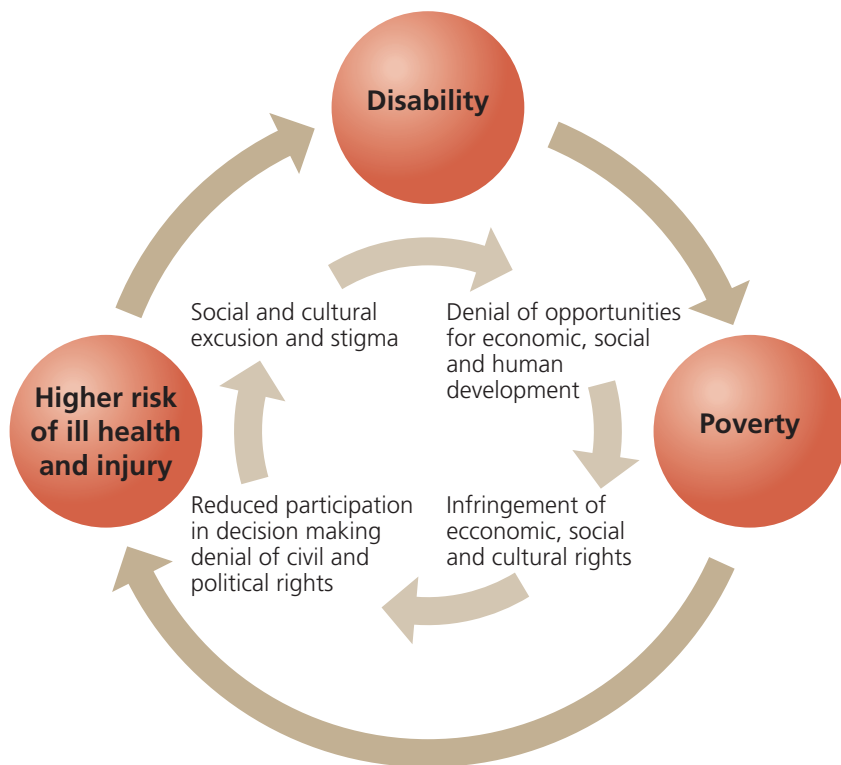 Disability
Social and cultural
excusion and stigma
Denial of opportunities
for economic, social
and human
development
Higher risk
of ill health
and injury
Poverty
Reduced participation
in decision making
denial of civil and
political rights
Infringement of
ecconomic, social
and cultural rights